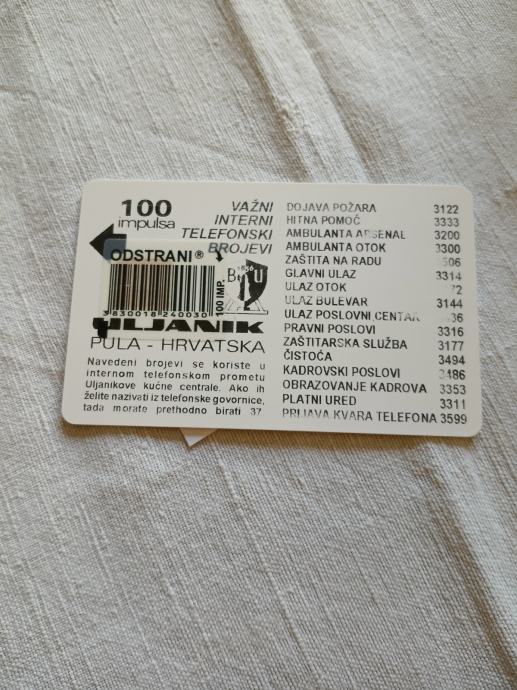 100
impulsa
VAŽNI
INTERNI
TELEFONSKI
BROJEVI
ODSTRANI®
3830018240030
100 IMP.
1856
ULJANIK
PULA - HRVATSKA
Navedeni brojevi se koriste u
internom telefonskom prometu
Uljanikove kućne centrale. Ako ih
želite nazivati iz telefonske govornice,
tada morate prethodno birati 37.
DOJAVA POŽARA 3122
HITNA POMOĆ 3333
AMBULANTA ARSENAL 3200
AMBULANTA OTOK 3300
ZAŠTITA NA RADU
GLAVNI ULAZ 3314
ULAZ OTOK
ULAZ BULEVAR 3144
ULAZ POSLOVNI CENTAR
PRAVNI POSLOVI 3316
ZAŠTITARSKA SLUŽBA 3177
ČISTOĆA 3494
KADROVSKI POSLOVI 3486
OBRAZOVANJE KADROVA 3353
PLATNI URED 3311
PRIJAVA KVARA TELEFONA 3599